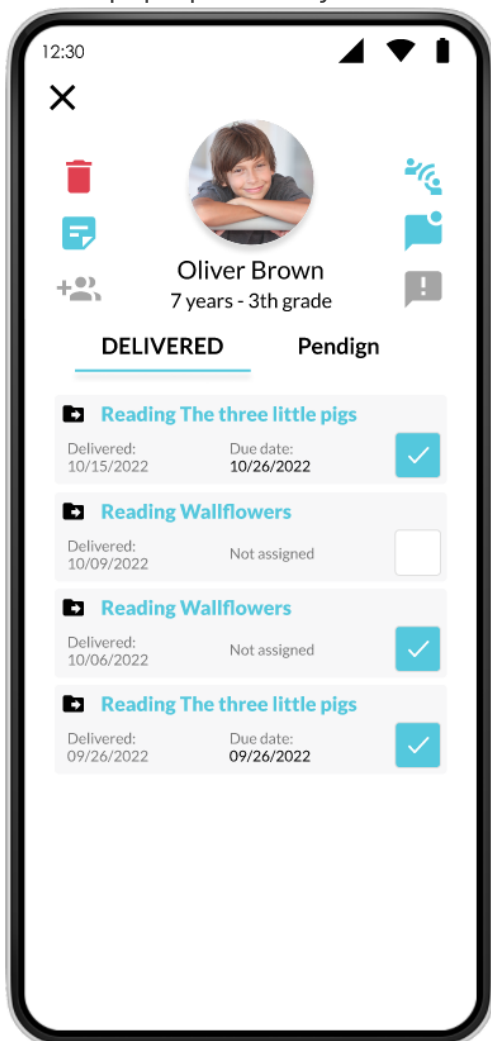 12:30
Oliver Brown
7 years - 3th grade
DELIVERED Pendign
Reading The three little pigs
Delivered: Due date:
10/15/2022 10/26/2022
Reading Wallflowers
Delivered:
10/09/2022
Not assigned
Reading Wallflowers
Delivered:
10/06/2022
Not assigned
Reading The three little pigs
Delivered: Due date:
09/26/2022 09/26/2022